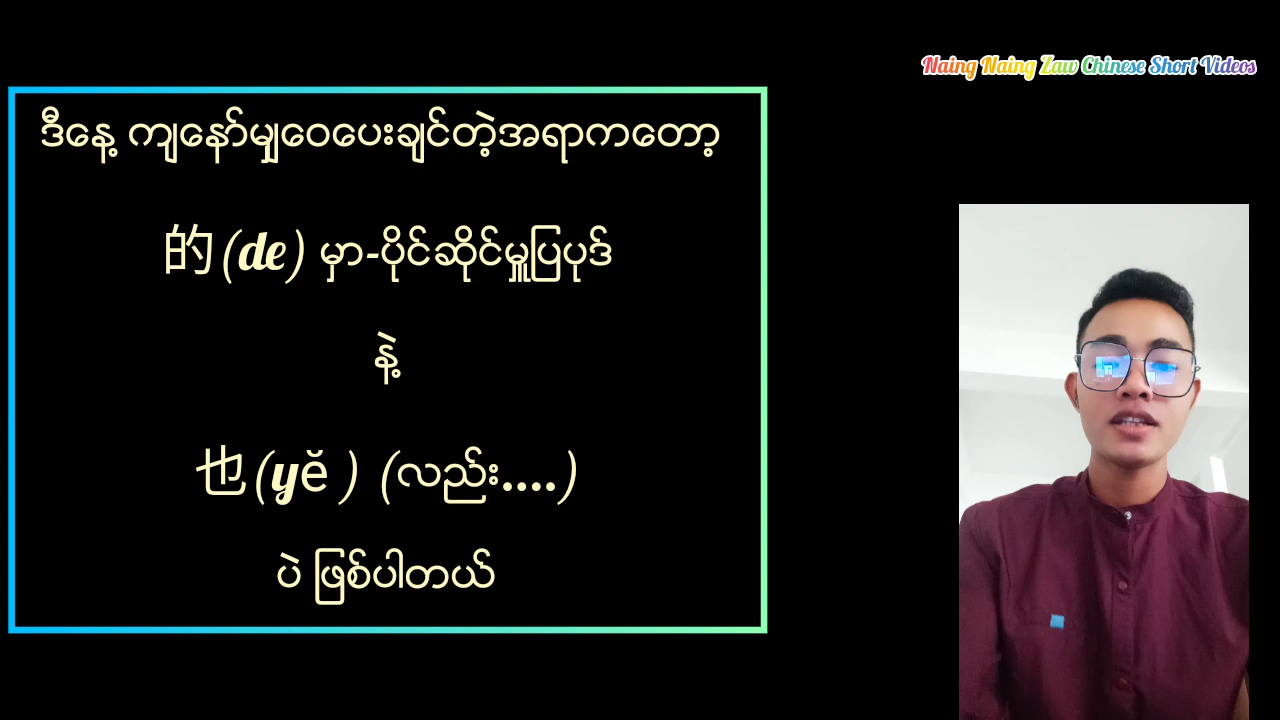 Naing Naing Zaw Chinese Short Videos
ဒီနေ့ ကျနော်မျှဝေပေးချင်တဲ့အရာကတော့
的(de) မှာ-ပိုင်ဆိုင်မှူပြပုဒ်
နဲ့
也(yĕ ) (လည်း....)
ပဲ ဖြစ်ပါတယ်